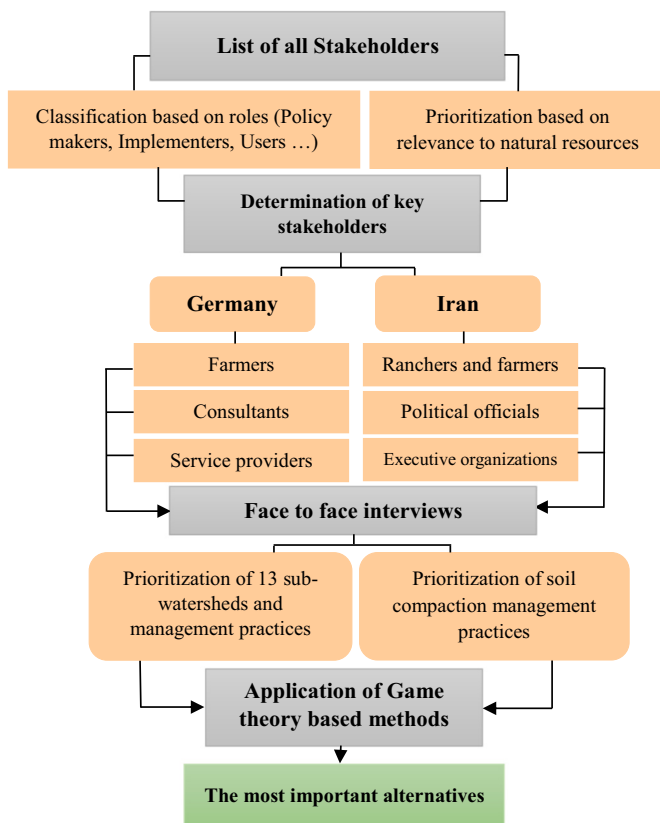 List of all Stakeholders
Classification based on roles (Policy
makers, Implementers, Users …)
Prioritization based on
relevance to natural resources
Determination of key
stakeholders
Germany
Iran
Farmers
Ranchers and farmers
Consultants
Political officials
Service providers
Executive organizations
Face to face interviews
Prioritization of 13 sub-
watersheds and
management practices
Prioritization of soil
compaction management
practices
Application of Game
theory based methods
The most important alternatives